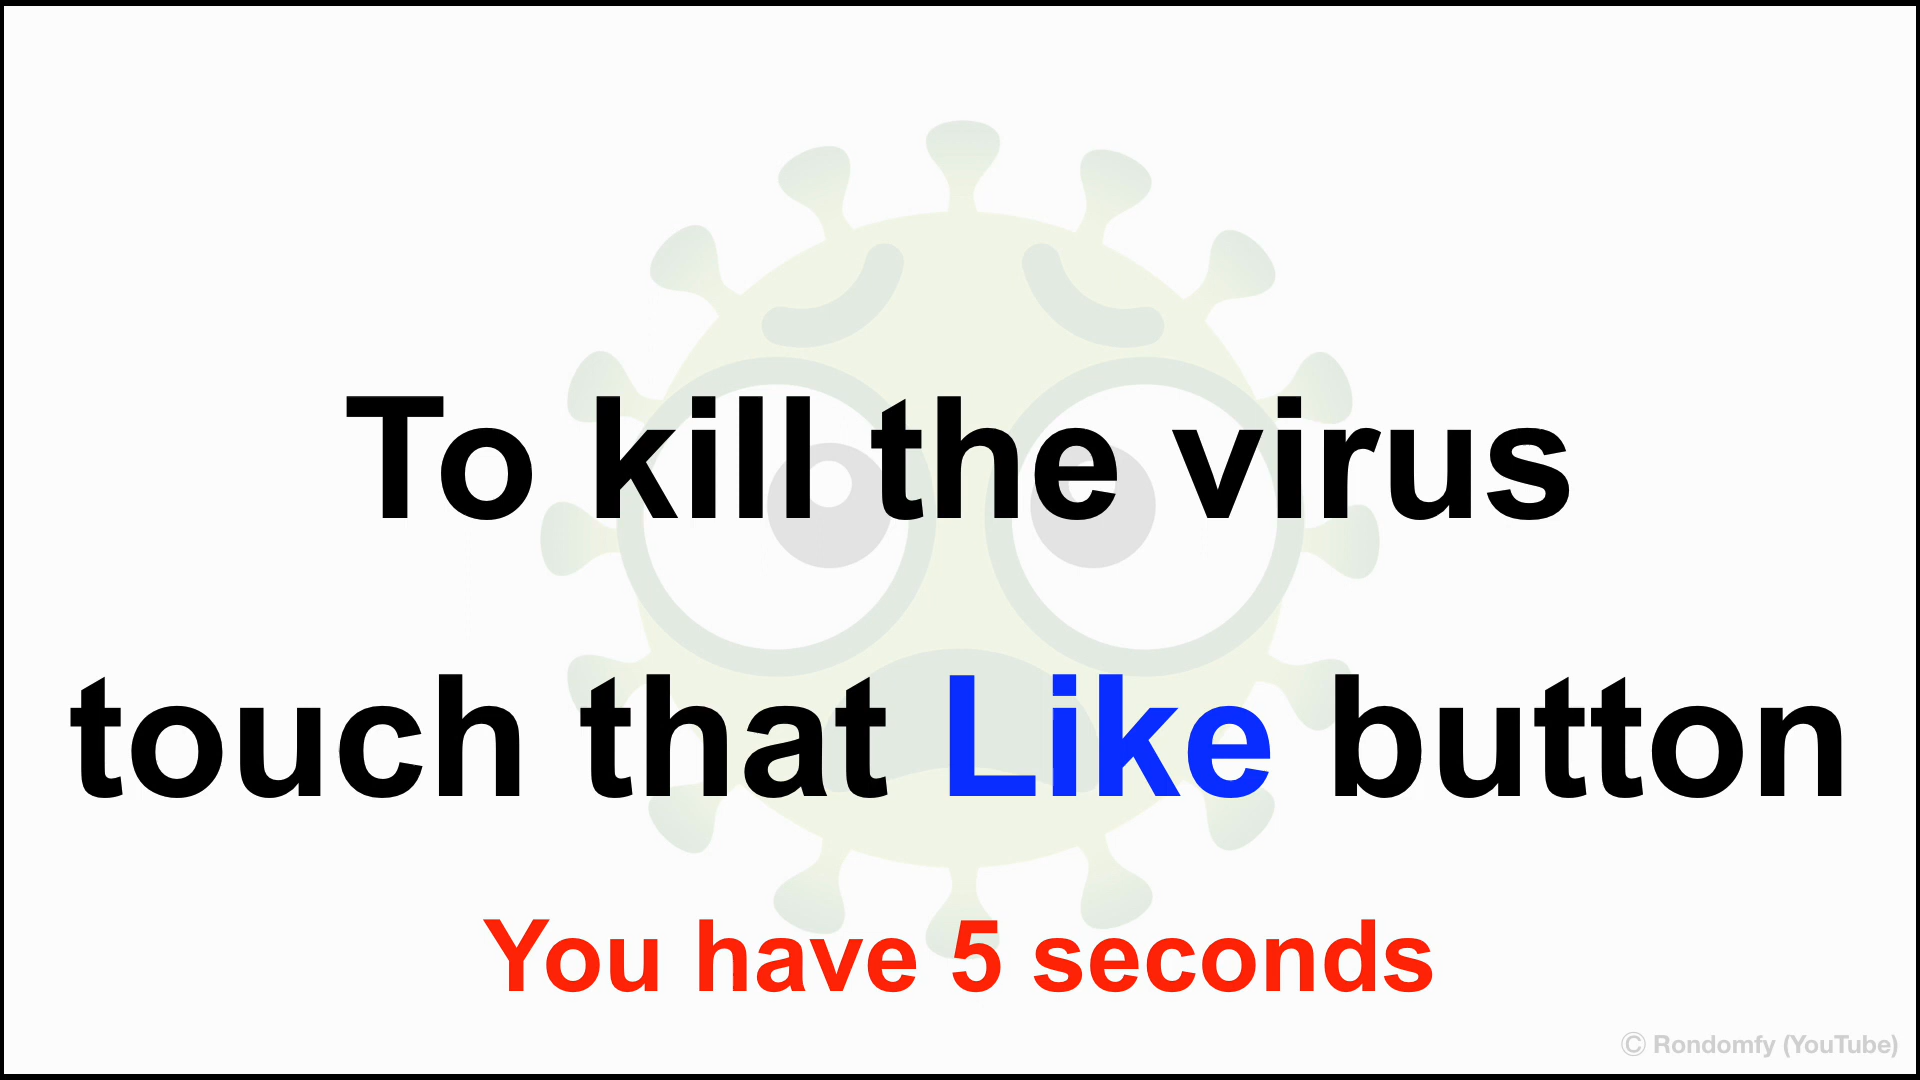 To kill the virus
touch that Like button
You have 5 seconds
© Rondomfy (YouTube)